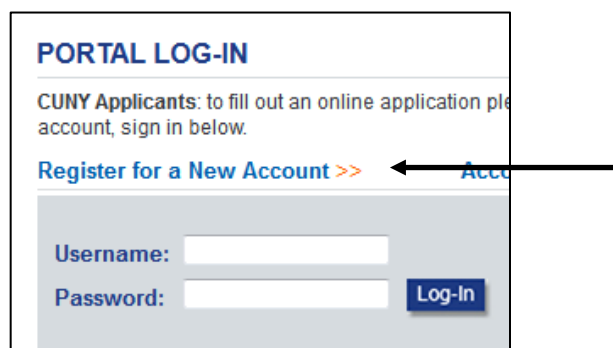 PORTAL LOG-IN
CUNY Applicants: to fill out an online application
account, sign in below.
Register for a New Account >>
Username:
Password:
Log-In